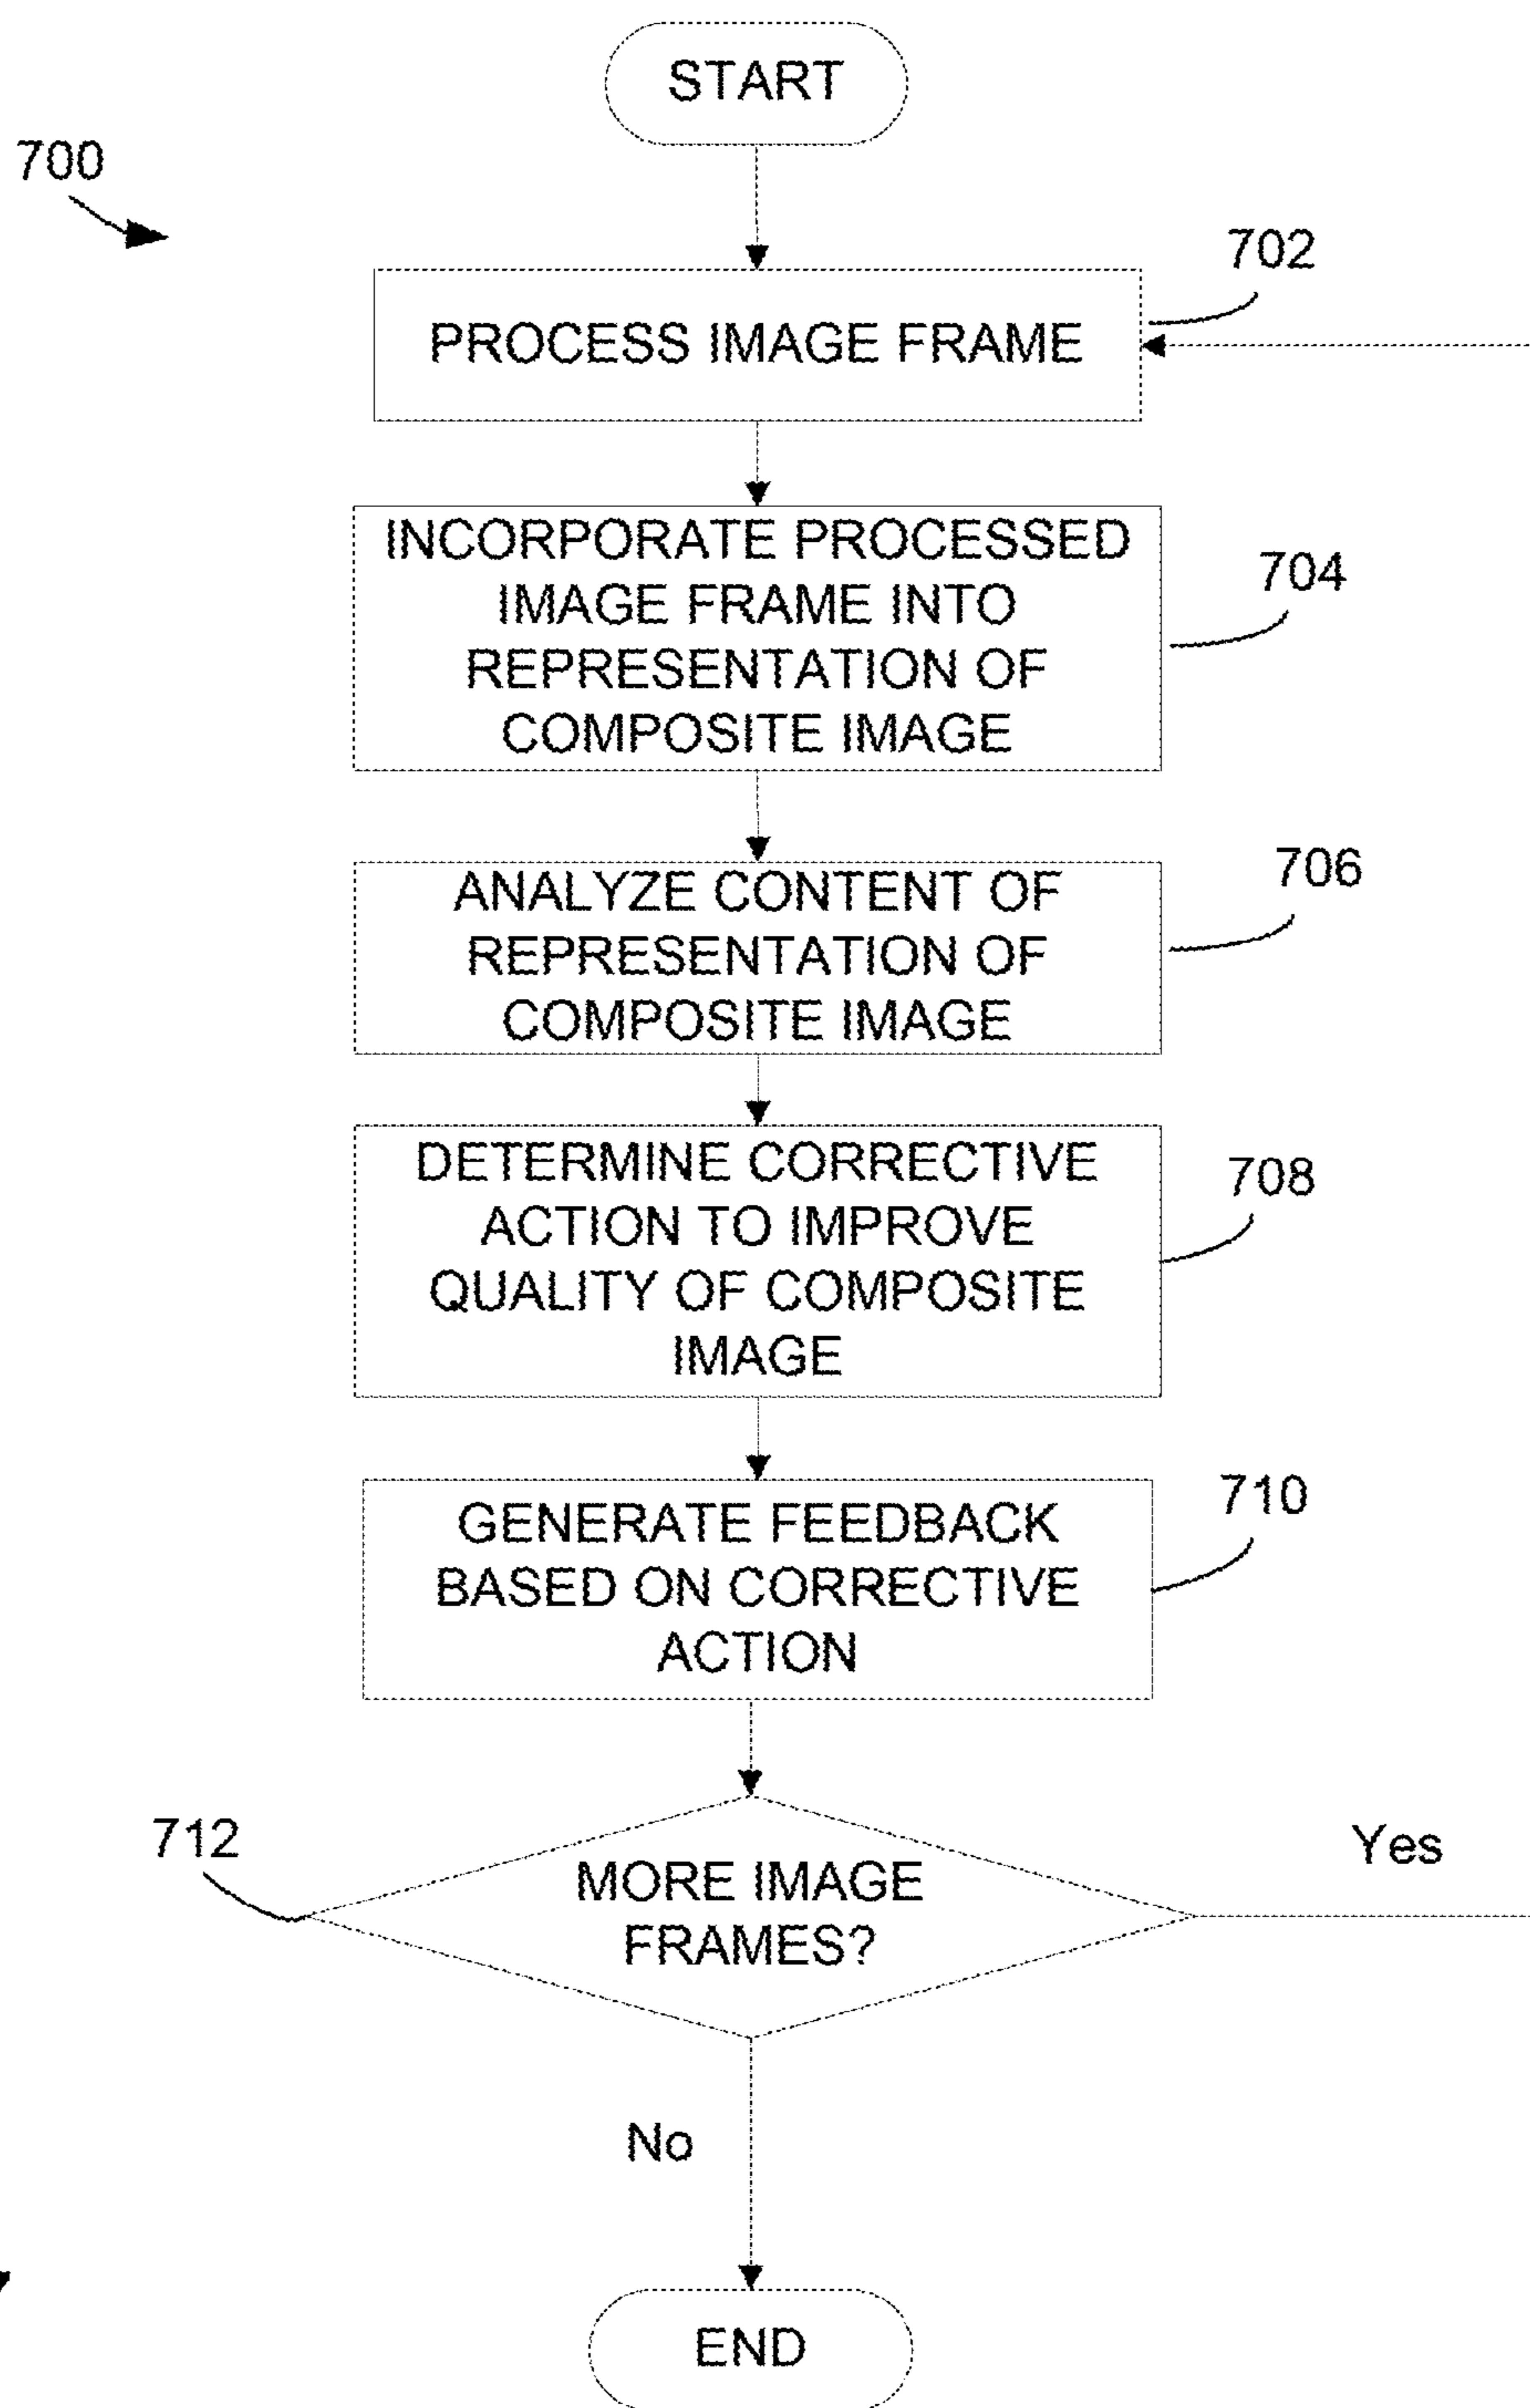 START
700
702
PROCESS IMAGE FRAME
INCORPORATE PROCESSED
IMAGE FRAME INTO
REPRESENTATION OF
COMPOSITE IMAGE
704
ANALYZE CONTENT OF
REPRESENTATION OF
COMPOSITE IMAGE
706
DETERMINE CORRECTIVE
ACTION TO IMPROVE
QUALITY OF COMPOSITE
IMAGE
708
GENERATE FEEDBACK
BASED ON CORRECTIVE
ACTION
710
712
MORE IMAGE
FRAMES?
Yes
No
END